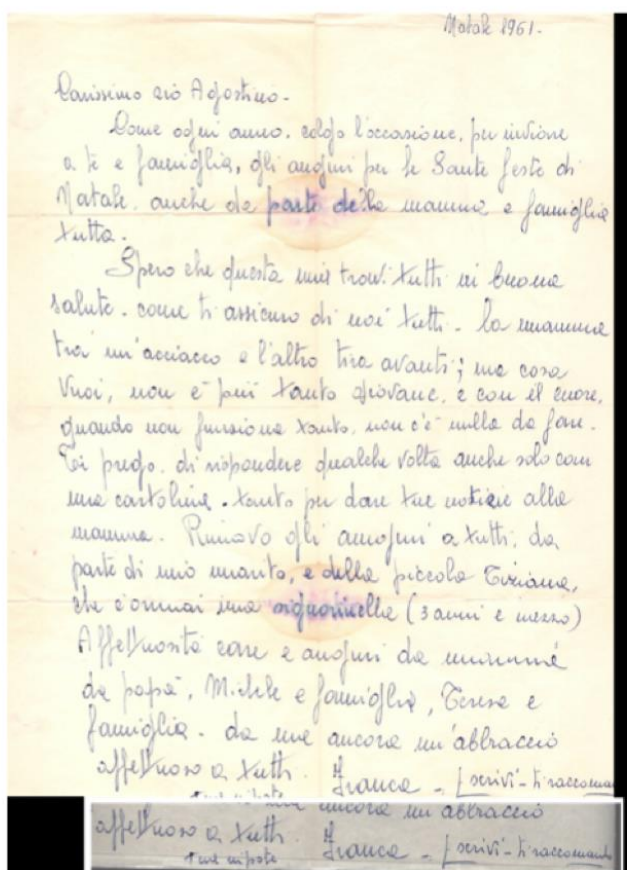 Natale 1961.
Carissimo zio Agostino.
Come ogni anno. colgo l'occasione, per inviare
a te e famiglia, gli auguri per le Sante feste di
Natale. anche da parte della mamma e famiglia
tutta.
Spero che questa mia trovi tutti in buona
salute. come ti assicuro di noi tutti. la mamma
tra un'acciacco e l'altro tira avanti; ma cosa
vuoi, non è più tanto giovane, e con il cuore,
quando non funziona tanto, non c'è nulla da fare.
Ti prego. di rispondere qualche volta anche solo con
una cartolina. tanto per dare tue notizie alla
mamma. Rinnovo gli auguri a tutti, da
parte di mio marito, e della piccola Tiziana,
che è ormai una signorinella (3 anni e mezzo)
Affettuosità care e auguri da mamma
da papà, Michele e famiglia, Teresa e
famiglia. da me ancora un'abbraccio
affettuoso a tutti. Franca - scrivi - ti raccomando
tua nipote
ancora un abbraccio
affettuoso a tutti. Franca - scrivi - ti raccomando
tua nipote